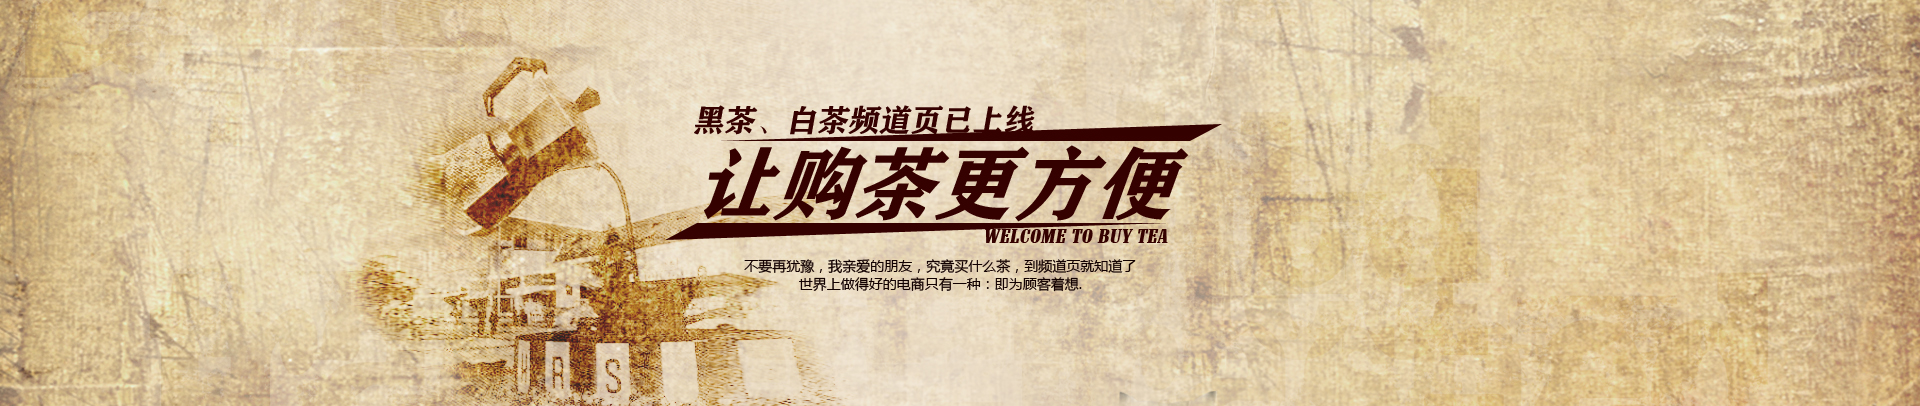 黑茶、白茶频道页已上线
让购茶更方便
WELCOME TO BUY TEA
不要再犹豫，我亲爱的朋友，究竟买什么茶，到频道页就知道了
世界上做得好的电商只有一种：即为顾客着想.
RS